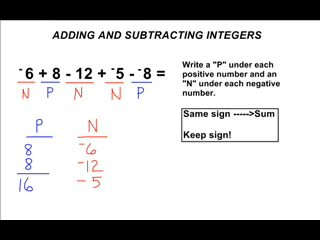 ADDING AND SUBTRACTING INTEGERS
⁻6 + 8 - 12 + ⁻5 - ⁻8 =
N P N N P
Write a "P" under each
positive number and an
"N" under each negative
number.
Same sign ----->Sum
Keep sign!
P N
8 ⁻6
8 ⁻12
16 ⁻5